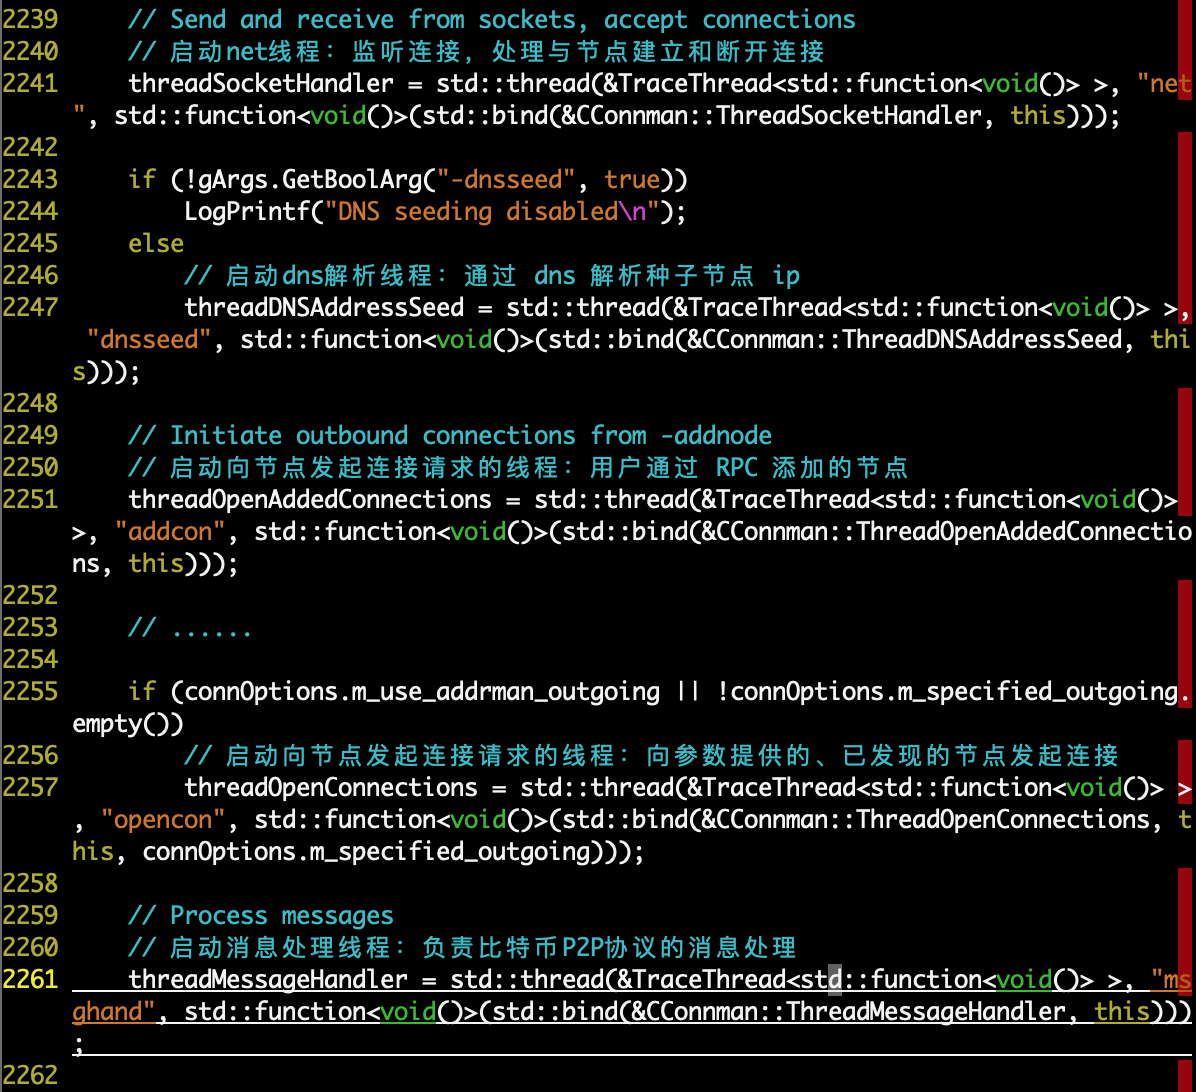 2239     // Send and receive from sockets, accept connections
2240     // 启动net线程：监听连接，处理与节点建立和断开连接
2241     threadSocketHandler = std::thread(&TraceThread<std::function<void()> >, "net
", std::function<void()>(std::bind(&CConnman::ThreadSocketHandler, this)));
2242
2243     if (!gArgs.GetBoolArg("-dnsseed", true))
2244         LogPrintf("DNS seeding disabled\n");
2245     else
2246         // 启动dns解析线程：通过 dns 解析种子节点 ip
2247         threadDNSAddressSeed = std::thread(&TraceThread<std::function<void()> >,
 "dnsseed", std::function<void()>(std::bind(&CConnman::ThreadDNSAddressSeed, thi
s)));
2248
2249     // Initiate outbound connections from -addnode
2250     // 启动向节点发起连接请求的线程：用户通过 RPC 添加的节点
2251     threadOpenAddedConnections = std::thread(&TraceThread<std::function<void()>
>, "addcon", std::function<void()>(std::bind(&CConnman::ThreadOpenAddedConnectio
ns, this)));
2252
2253     // ......
2254
2255     if (connOptions.m_use_addrman_outgoing || !connOptions.m_specified_outgoing.
empty())
2256         // 启动向节点发起连接请求的线程：向参数提供的、已发现的节点发起连接
2257         threadOpenConnections = std::thread(&TraceThread<std::function<void()> >
, "opencon", std::function<void()>(std::bind(&CConnman::ThreadOpenConnections, t
his, connOptions.m_specified_outgoing)));
2258
2259     // Process messages
2260     // 启动消息处理线程：负责比特币P2P协议的消息处理
2261     threadMessageHandler = std::thread(&TraceThread<std::function<void()> >, "ms
ghand", std::function<void()>(std::bind(&CConnman::ThreadMessageHandler, this)))
;
2262